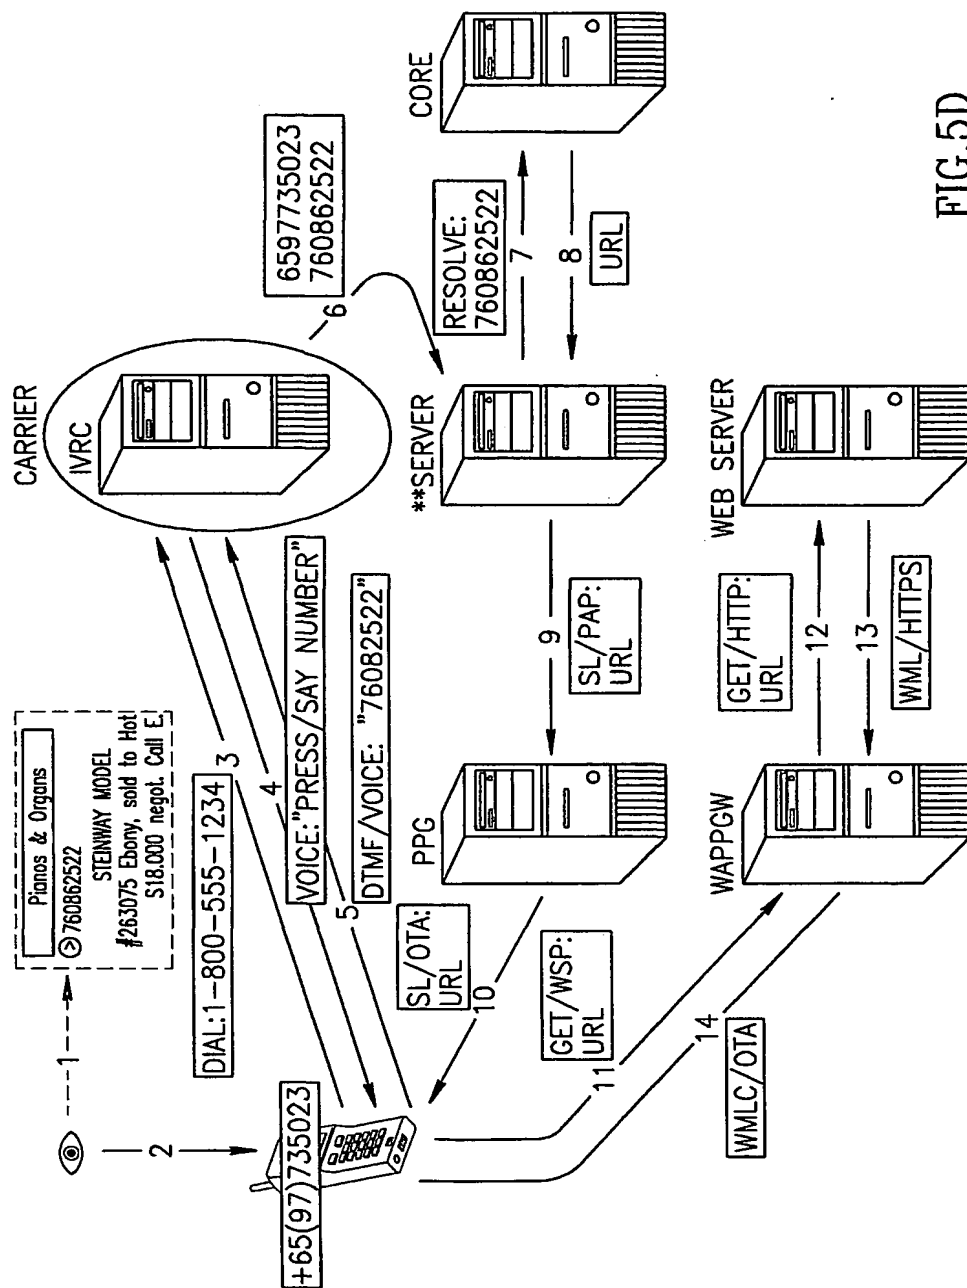 1
2
Pianos & Organs
760862522
STEINWAY MODEL
#263075 Ebony, sold to Hot
S18.000 negot. Call E.
CARRIER
IVRC
+65(97)735023
DIAL:1-800-555-1234
3
4
VOICE:"PRESS/SAY NUMBER"
5
DTMF/VOICE: "76082522"
6
6597735023
760862522
**SERVER
RESOLVE:
760862522
7
8
URL
CORE
9
SL/PAP:
URL
PPG
SL/OTA:
URL
10
GET/WSP:
URL
11
14
WMLC/OTA
WAPPGW
GET/HTTP:
URL
12
13
WML/HTTPS
WEB SERVER
FIG.5D